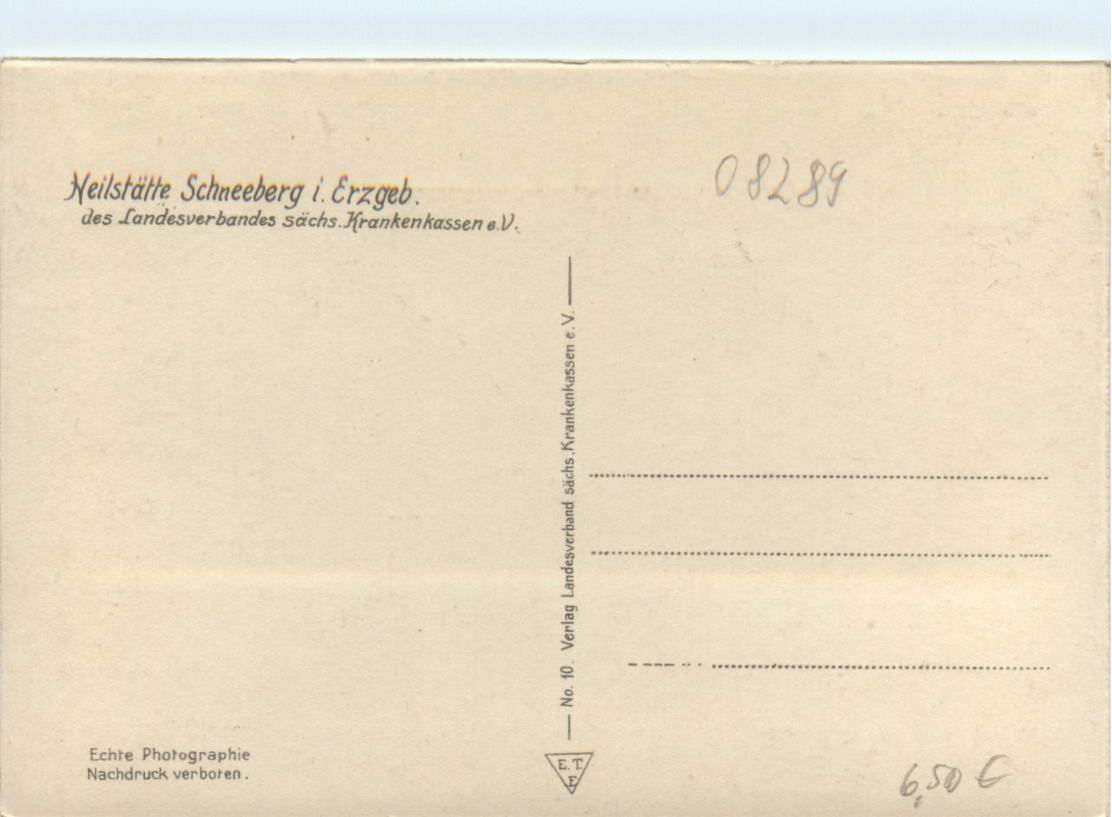 Heilstätte Schneeberg i. Erzgeb.
des Landesverbandes sächs. Krankenkassen e.V.
08289
No. 10. Verlag Landesverband sächs. Krankenkassen e. V.
Echte Photographie
Nachdruck verboten.
E. T.
E
6,50 €